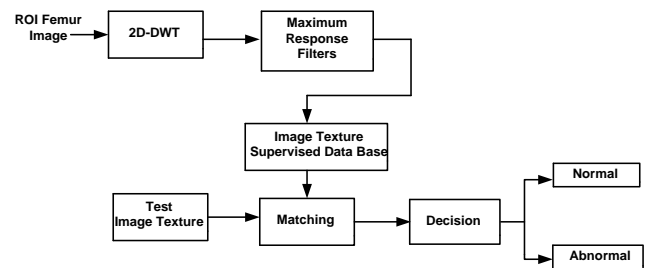 ROI Femur
Image
2D-DWT
Maximum
Response
Filters
Image Texture
Supervised Data Base
Test
Image Texture
Matching
Decision
Normal
Abnormal